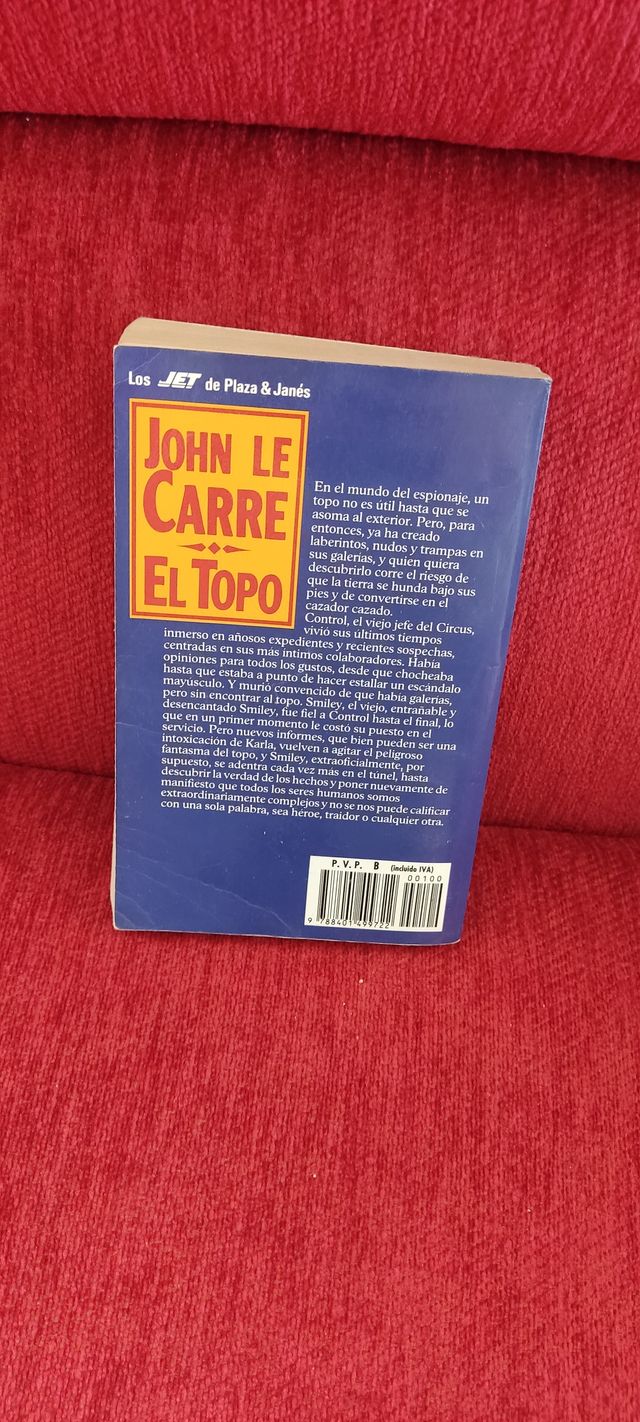 Los JET de Plaza & Janés
JOHN LE
CARRE
EL TOPO
En el mundo del espionaje, un
topo no es útil hasta que se
asoma al exterior. Pero, para
entonces, ya ha creado
laberintos, nudos y trampas en
sus galerías, y quien quiera
descubrirlo corre el riesgo de
que la tierra se hunda bajo sus
pies y de convertirse en el
cazador cazado.
Control, el viejo jefe del Circus,
vivió sus últimos tiempos
inmerso en añosos expedientes y recientes sospechas,
centradas en sus más íntimos colaboradores. Había
opiniones para todos los gustos, desde que chocheaba
hasta que estaba a punto de hacer estallar un escándalo
mayúsculo. Y murió convencido de que había galerías,
pero sin encontrar al topo. Smiley, el viejo, entrañable y
desencantado Smiley, fue fiel a Control hasta el final, lo
que en un primer momento le costó su puesto en el
servicio. Pero nuevos informes, que bien pueden ser una
intoxicación de Karla, vuelven a agitar el peligroso
fantasma del topo, y Smiley, extraoficialmente, por
supuesto, se adentra cada vez más en el túnel, hasta
descubrir la verdad de los hechos y poner nuevamente de
manifiesto que todos los seres humanos somos
extraordinariamente complejos y no se nos puede calificar
con una sola palabra, sea héroe, traidor o cualquier otra.
P. V. P. B (incluido IVA)
00100
9 788401 499722